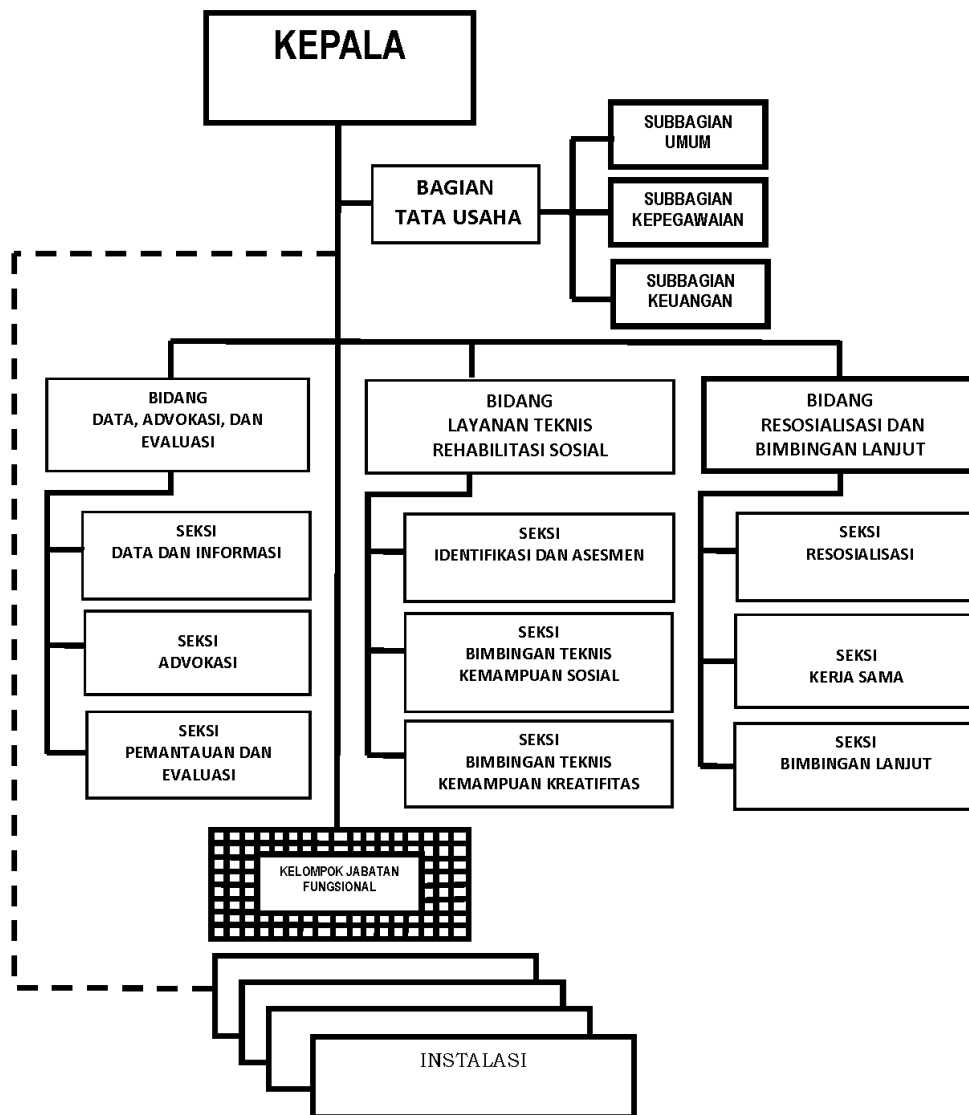 KEPALA
SUBBAGIAN
UMUM
BAGIAN
TATA USAHA
SUBBAGIAN
KEPEGAWAIAN
SUBBAGIAN
KEUANGAN
BIDANG
DATA, ADVOKASI, DAN
EVALUASI
SEKSI
DATA DAN INFORMASI
SEKSI
ADVOKASI
SEKSI
PEMANTAUAN DAN
EVALUASI
BIDANG
LAYANAN TEKNIS
REHABILITASI SOSIAL
SEKSI
IDENTIFIKASI DAN ASESMEN
SEKSI
BIMBINGAN TEKNIS
KEMAMPUAN SOSIAL
SEKSI
BIMBINGAN TEKNIS
KEMAMPUAN KREATIFITAS
BIDANG
RESOSIALISASI DAN
BIMBINGAN LANJUT
SEKSI
RESOSIALISASI
SEKSI
KERJA SAMA
SEKSI
BIMBINGAN LANJUT
KELOMPOK JABATAN
FUNGSIONAL
INSTALASI